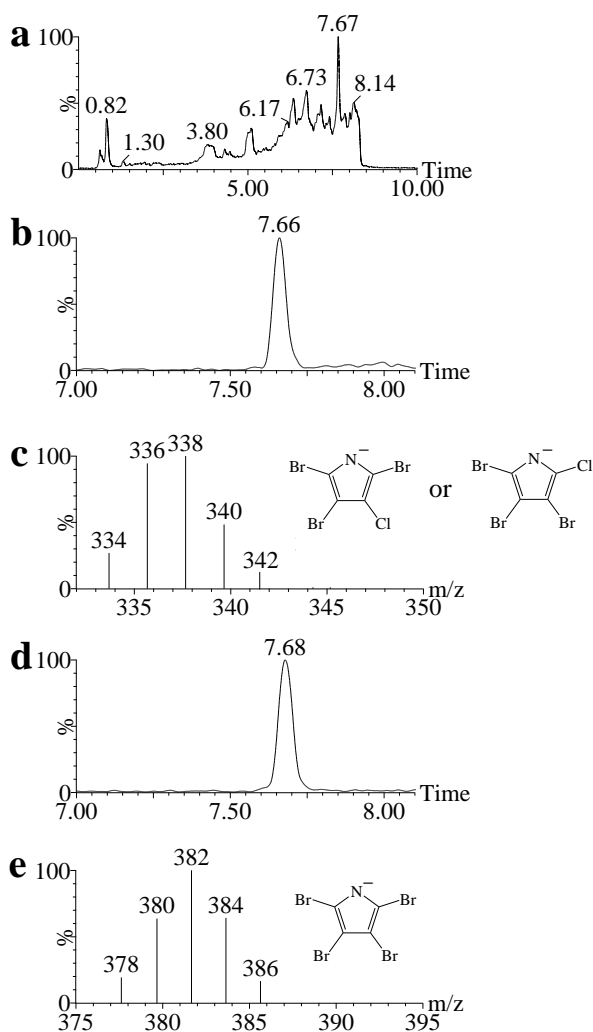 a
100
%
0
0.82
1.30
3.80
6.17
6.73
7.67
8.14
Time
5.00
10.00
b
100
%
0
7.66
Time
7.00
7.50
8.00
c
100
%
0
334
336
338
340
342
m/z
335
340
345
350
N
−
Br
Br
Br
Cl
or
N
−
Br
Cl
Br
Br
d
100
%
0
7.68
Time
7.00
7.50
8.00
e
100
%
0
378
380
382
384
386
m/z
375
380
385
390
395
N
−
Br
Br
Br
Br